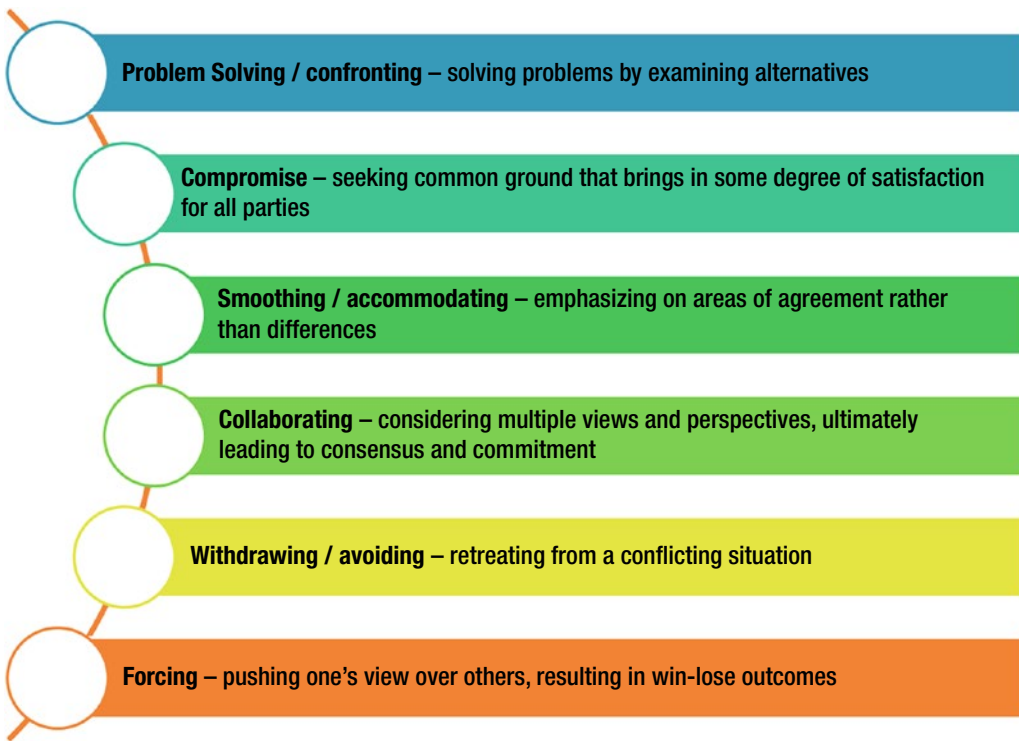 Problem Solving / confronting – solving problems by examining alternatives
Compromise – seeking common ground that brings in some degree of satisfaction
for all parties
Smoothing / accommodating – emphasizing on areas of agreement rather
than differences
Collaborating – considering multiple views and perspectives, ultimately
leading to consensus and commitment
Withdrawing / avoiding – retreating from a conflicting situation
Forcing – pushing one’s view over others, resulting in win-lose outcomes